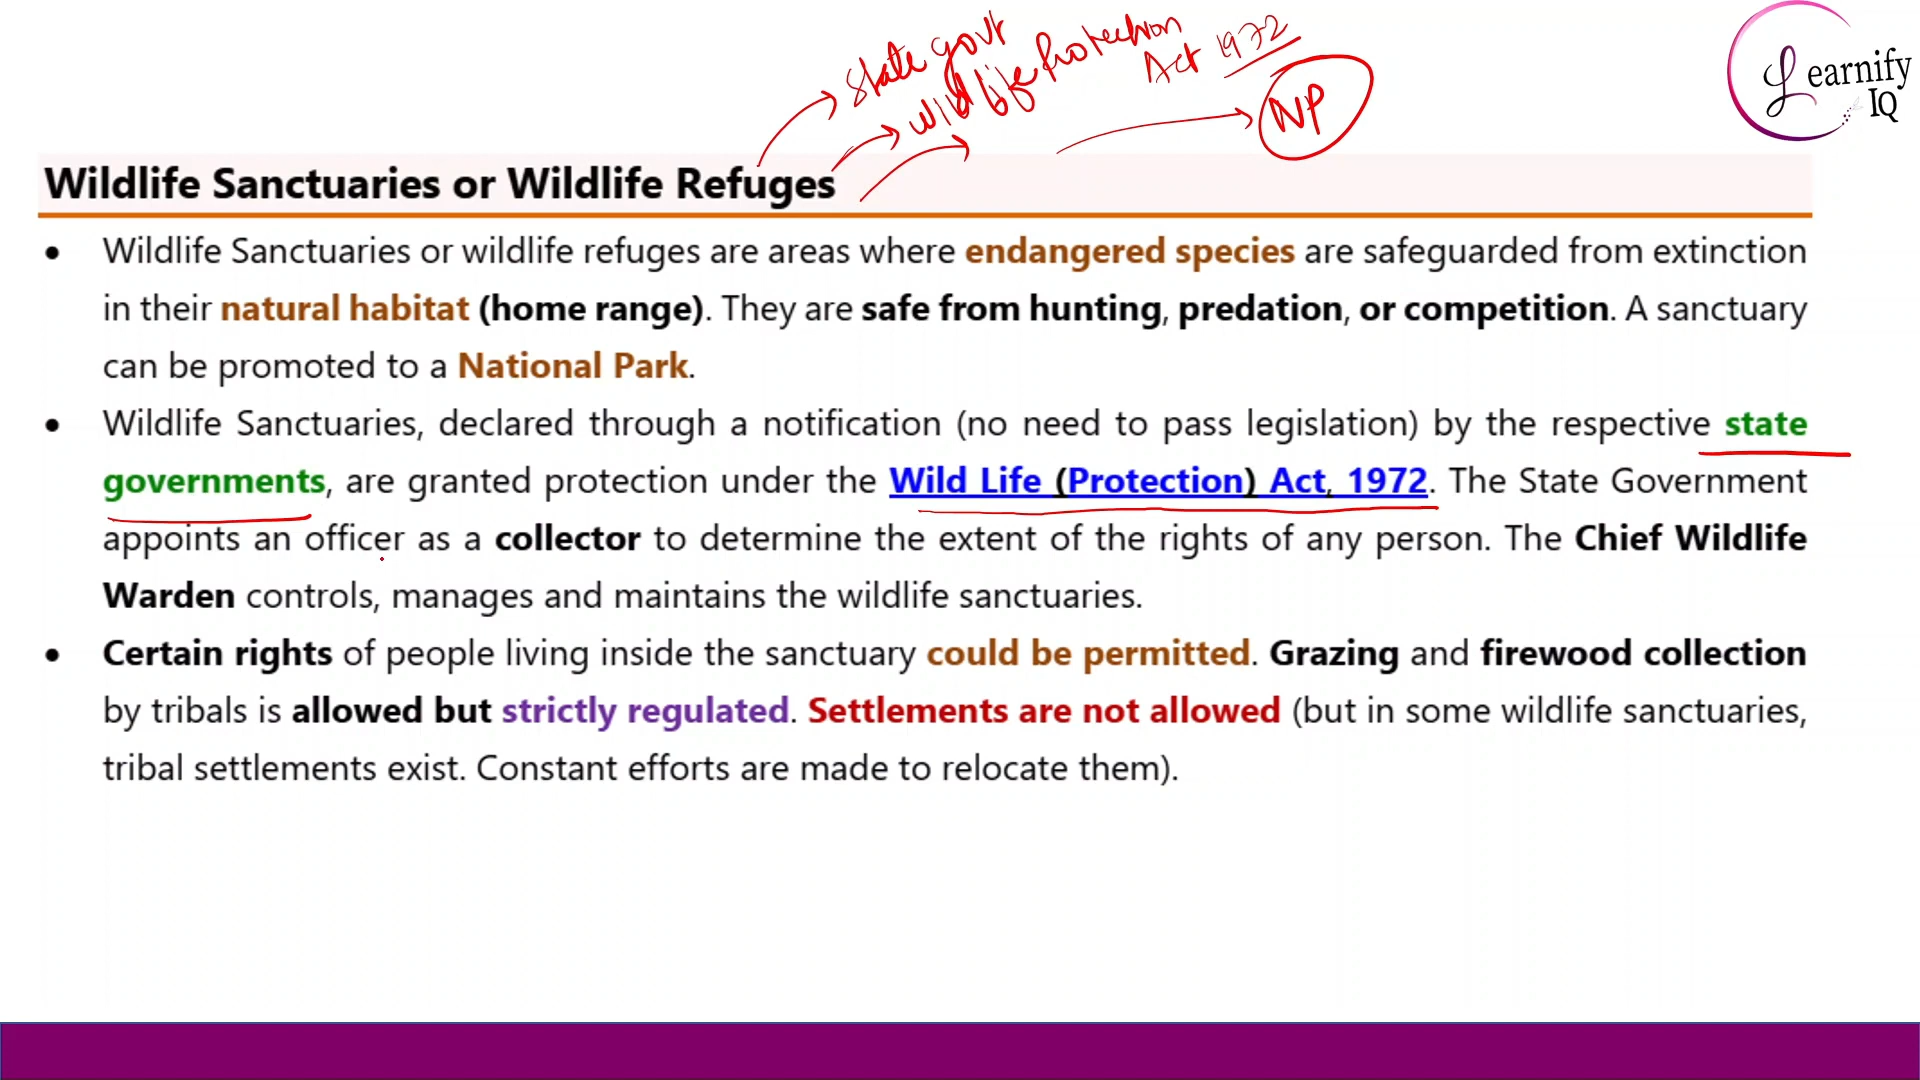 State govt
Wild life Protection
Act 1972
NP
Learnify
IQ
Wildlife Sanctuaries or Wildlife Refuges
• Wildlife Sanctuaries or wildlife refuges are areas where endangered species are safeguarded from extinction
in their natural habitat (home range). They are safe from hunting, predation, or competition. A sanctuary
can be promoted to a National Park.
• Wildlife Sanctuaries, declared through a notification (no need to pass legislation) by the respective state
governments, are granted protection under the Wild Life (Protection) Act, 1972. The State Government
appoints an officer as a collector to determine the extent of the rights of any person. The Chief Wildlife
Warden controls, manages and maintains the wildlife sanctuaries.
• Certain rights of people living inside the sanctuary could be permitted. Grazing and firewood collection
by tribals is allowed but strictly regulated. Settlements are not allowed (but in some wildlife sanctuaries,
tribal settlements exist. Constant efforts are made to relocate them).